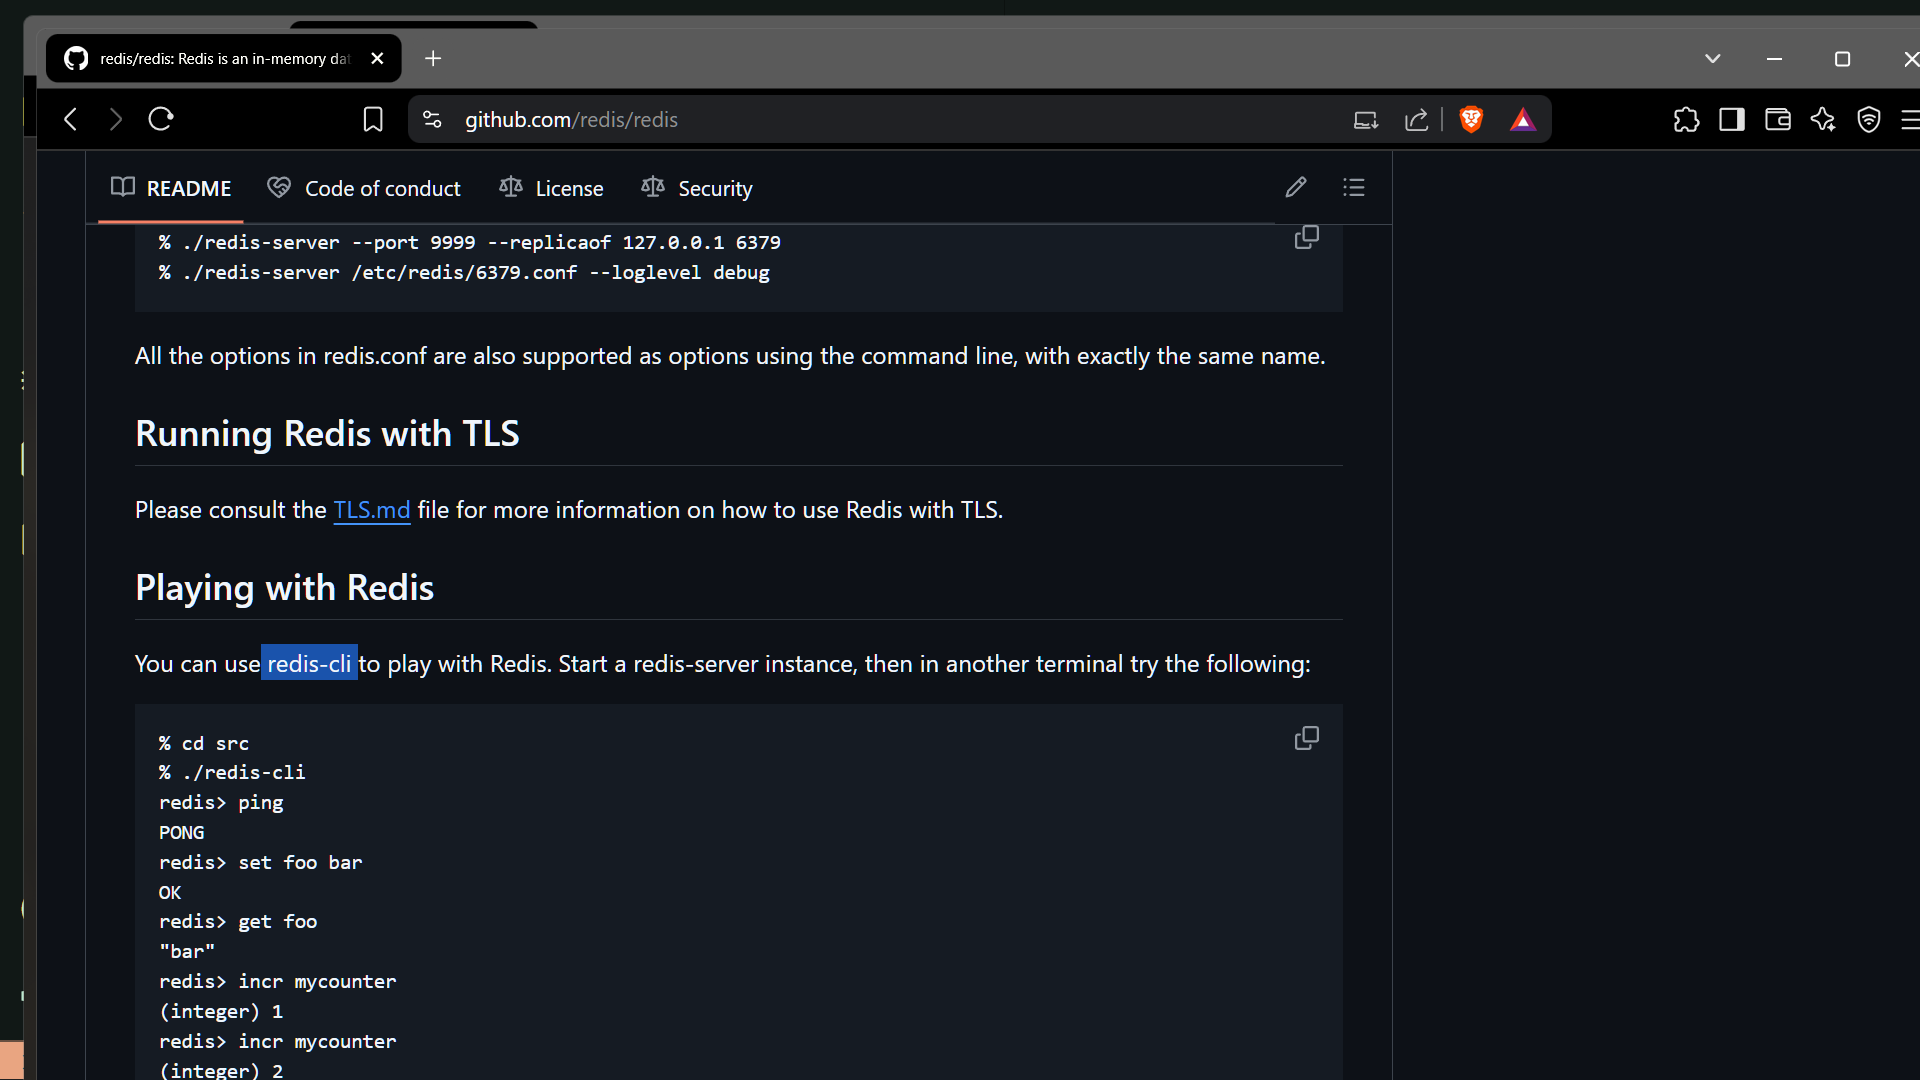 redis/redis: Redis is an in-memory dat
github.com/redis/redis
README
Code of conduct
License
Security
% ./redis-server --port 9999 --replicaof 127.0.0.1 6379
% ./redis-server /etc/redis/6379.conf --loglevel debug
All the options in redis.conf are also supported as options using the command line, with exactly the same name.
Running Redis with TLS
Please consult the TLS.md file for more information on how to use Redis with TLS.
Playing with Redis
You can use redis-cli to play with Redis. Start a redis-server instance, then in another terminal try the following:
% cd src
% ./redis-cli
redis> ping
PONG
redis> set foo bar
OK
redis> get foo
"bar"
redis> incr mycounter
(integer) 1
redis> incr mycounter
(integer) 2